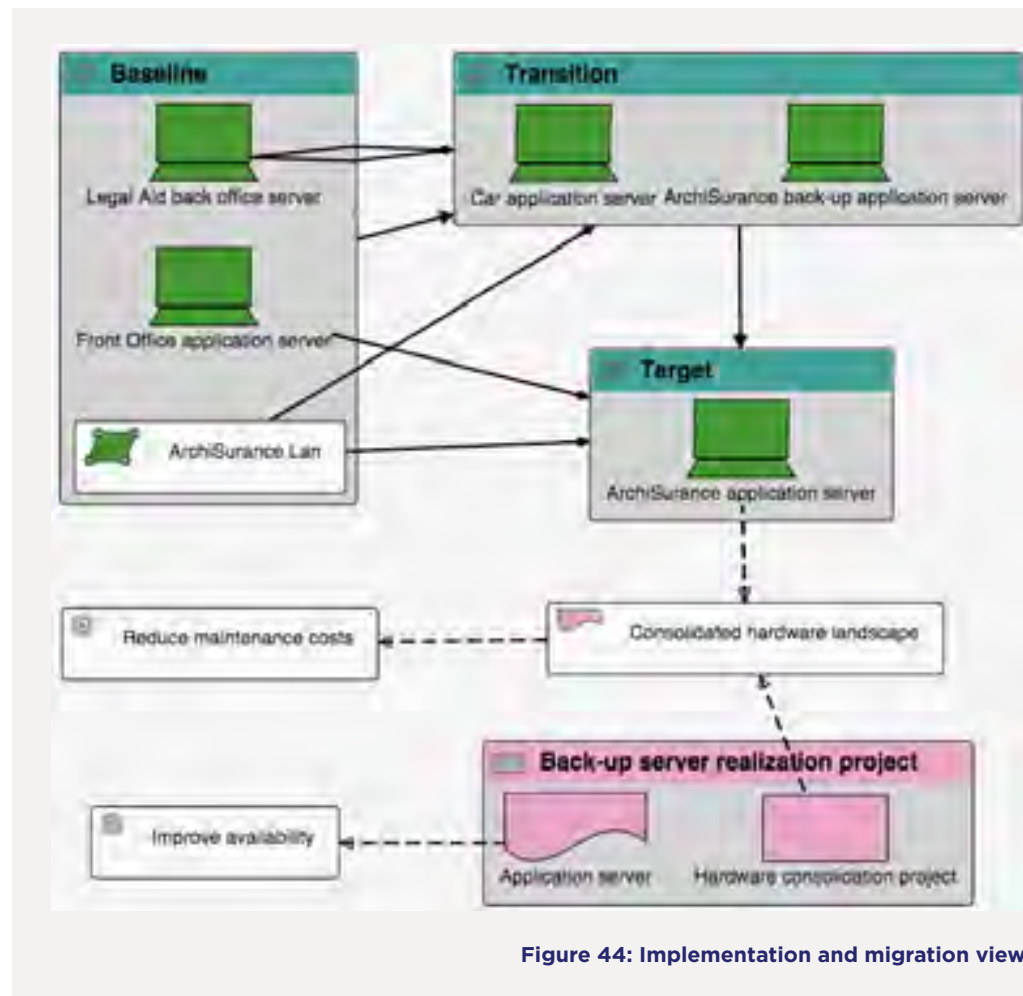 Baseline
Transition
Legal Aid back office server
Car application server
ArchiSurance back-up application server
Front Office application server
Target
ArchiSurance Lan
ArchiSurance application server
Reduce maintenance costs
Consolidated hardware landscape
Back-up server realization project
Improve availability
Application server
Hardware consolidation project
Figure 44: Implementation and migration view